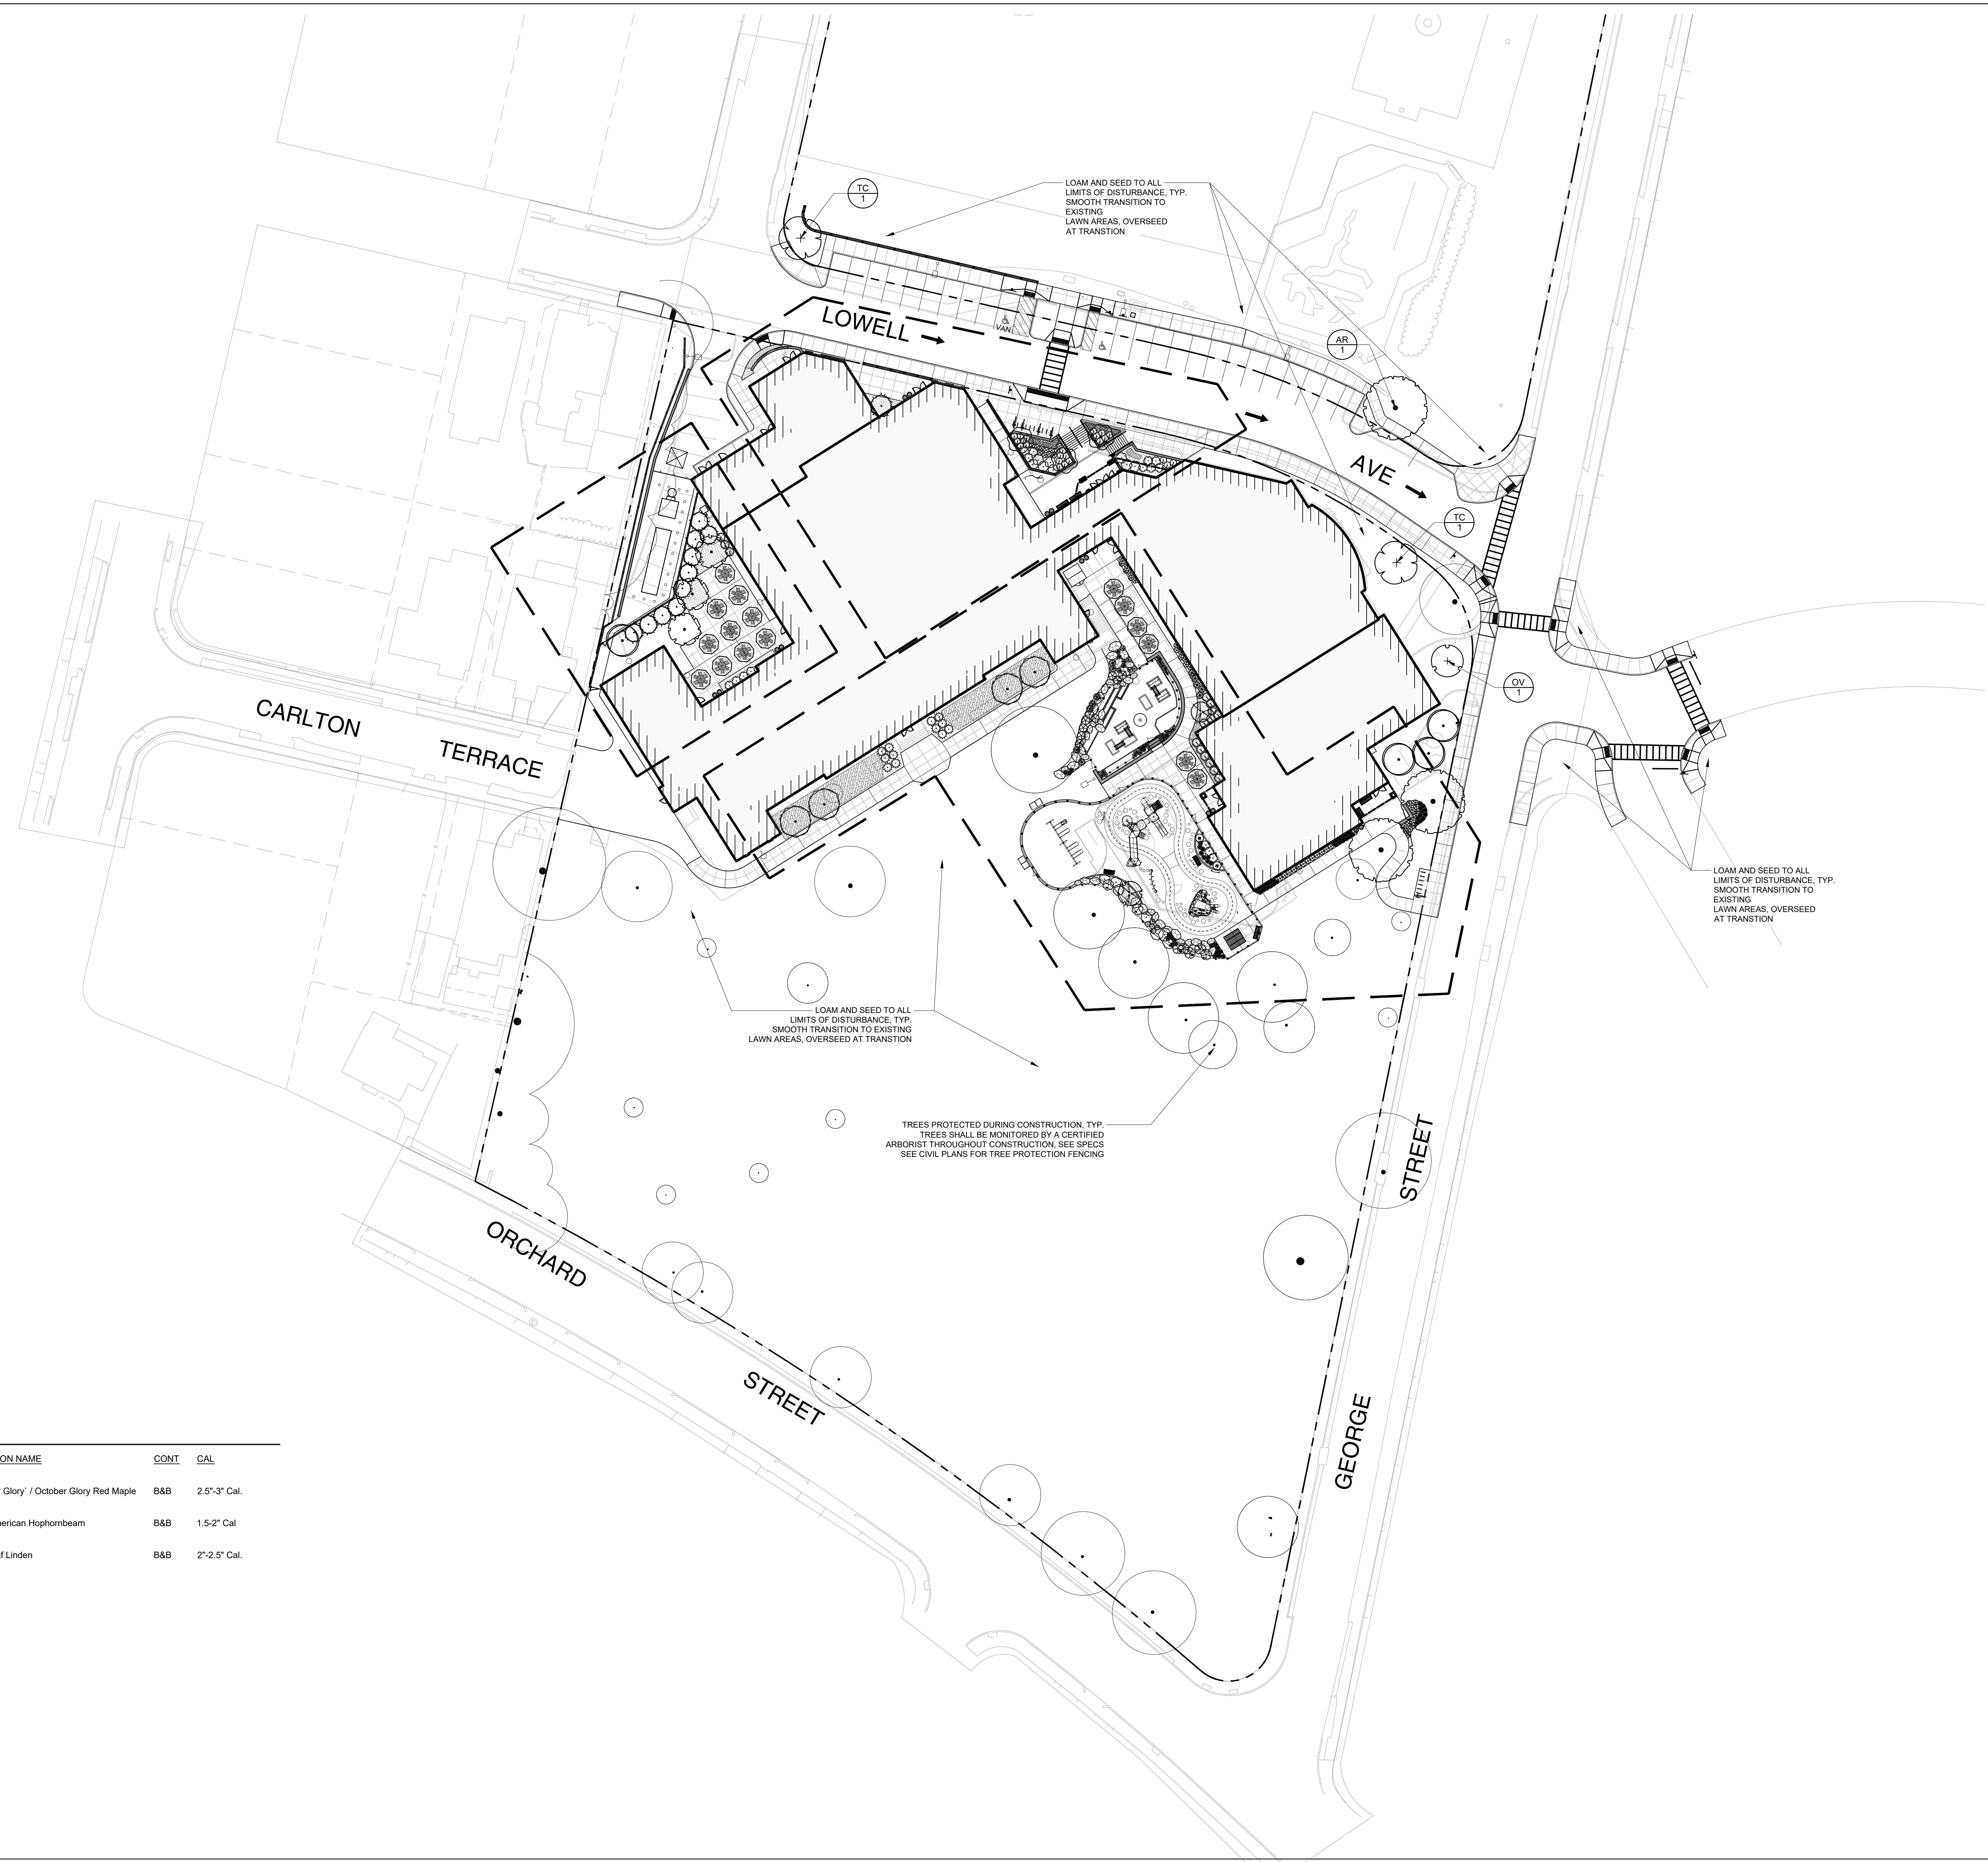 TC
1
LOAM AND SEED TO ALL
LIMITS OF DISTURBANCE, TYP.
SMOOTH TRANSITION TO
EXISTING
LAWN AREAS, OVERSEED
AT TRANSTION
LOWELL
VAN
AR
1
AVE
TC
1
OV
1
CARLTON
TERRACE
LOAM AND SEED TO ALL
LIMITS OF DISTURBANCE, TYP.
SMOOTH TRANSITION TO
EXISTING
LAWN AREAS, OVERSEED
AT TRANSTION
LOAM AND SEED TO ALL
LIMITS OF DISTURBANCE, TYP.
SMOOTH TRANSITION TO EXISTING
LAWN AREAS, OVERSEED AT TRANSTION
TREES PROTECTED DURING CONSTRUCTION, TYP.
TREES SHALL BE MONITORED BY A CERTIFIED
ARBORIST THROUGHOUT CONSTRUCTION, SEE SPECS
SEE CIVIL PLANS FOR TREE PROTECTION FENCING
ORCHARD
STREET
GEORGE
STREET
ON NAME CONT CAL
Glory` / October Glory Red Maple B&B 2.5"-3" Cal.
erican Hophornbeam B&B 1.5-2" Cal
f Linden B&B 2"-2.5" Cal.